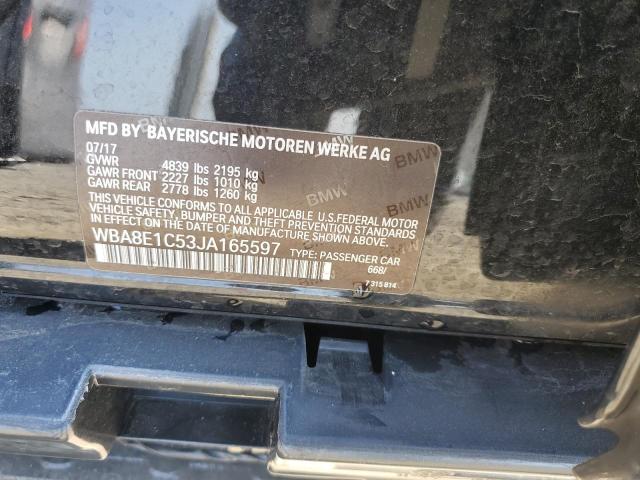 MFD BY BAYERISCHE MOTOREN WERKE AG
07/17
GVWR 4839 lbs 2195 kg
GAWR FRONT 2227 lbs 1010 kg
GAWR REAR 2778 lbs 1260 kg
THIS VEHICLE CONFORMS TO ALL APPLICABLE U.S.FEDERAL MOTOR
VEHICLE SAFETY, BUMPER AND THEFT PREVENTION STANDARDS
IN EFFECT ON THE DATE OF MANUFACTURE SHOWN ABOVE.
WBA8E1C53JA165597 TYPE: PASSENGER CAR
668/
7 315 814
BMW
BMW
BMW